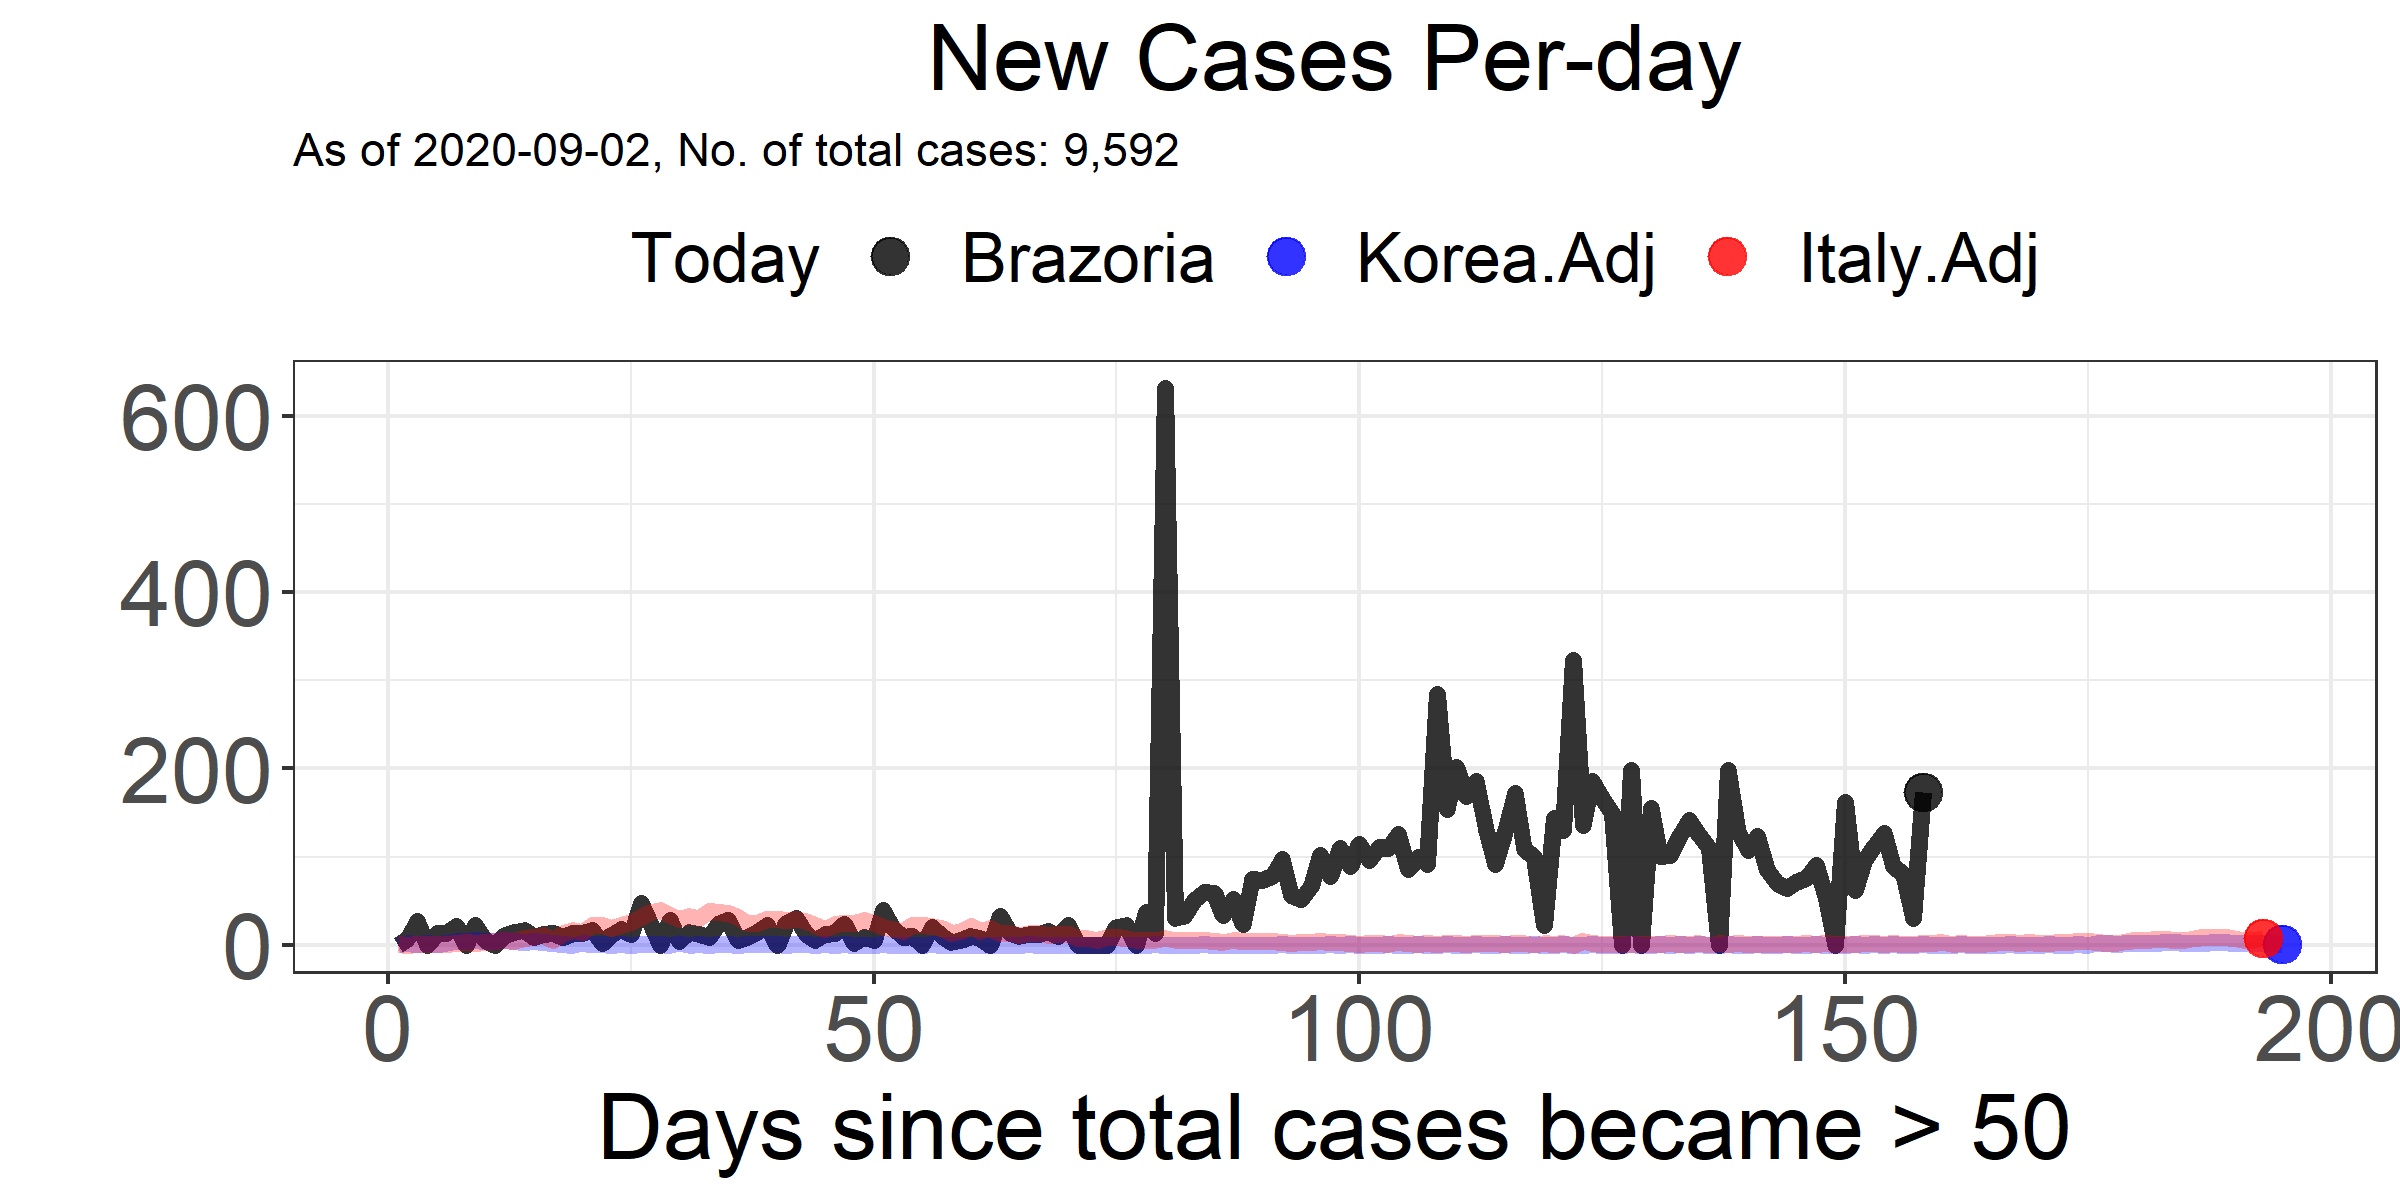 New Cases Per-day
As of 2020-09-02, No. of total cases: 9,592
Today Brazoria Korea.Adj Italy.Adj
600
400
200
0
0 50 100 150 200
Days since total cases became > 50